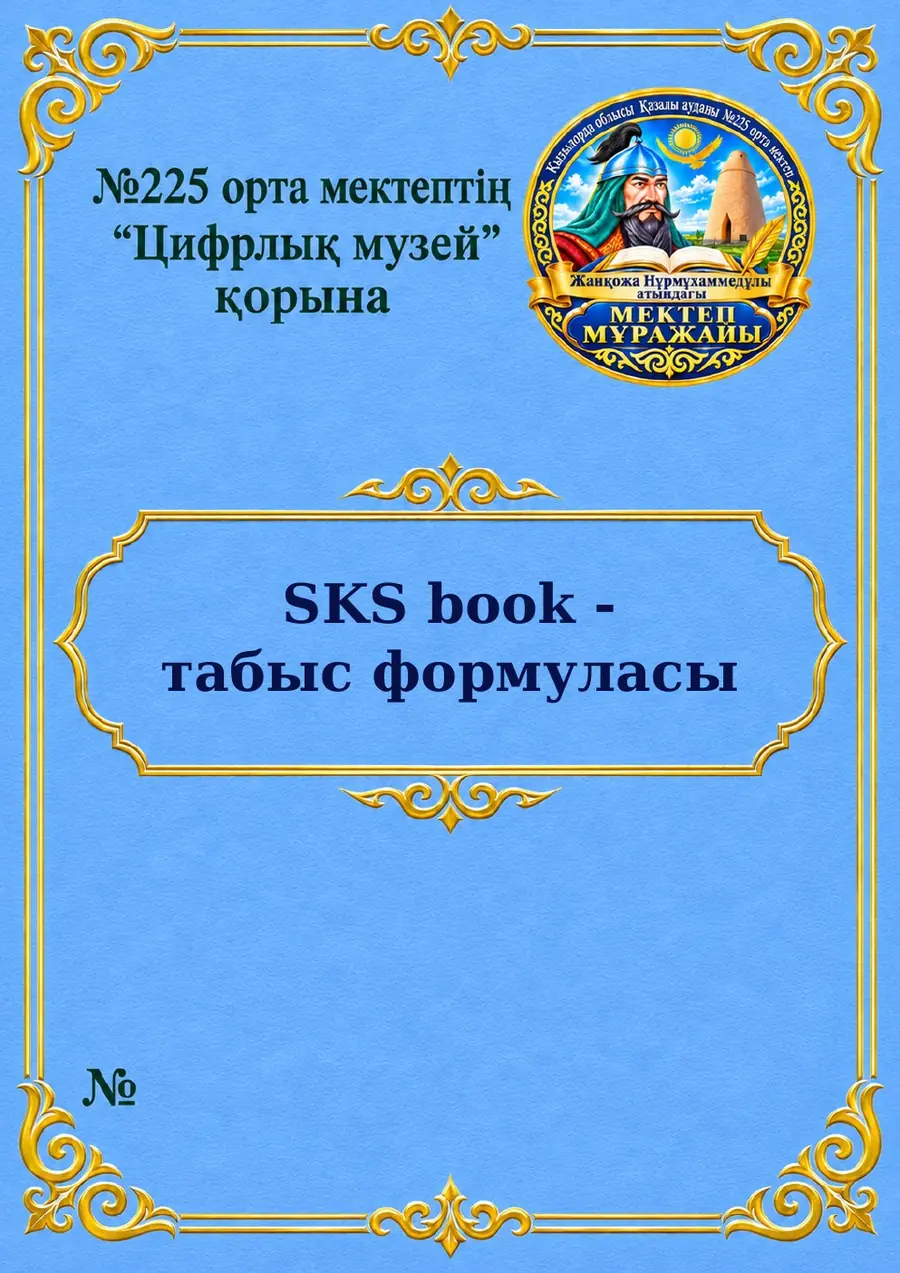 №225 орта мектептің
“Цифрлық музей”
қорына
Қызылорда облысы Қазалы ауданы №225 орта мектеп
Жанқожа Нұрмұхаммедұлы
атындағы
МЕКТЕП
МҰРАЖАЙЫ
SKS book -
табыс формуласы
№